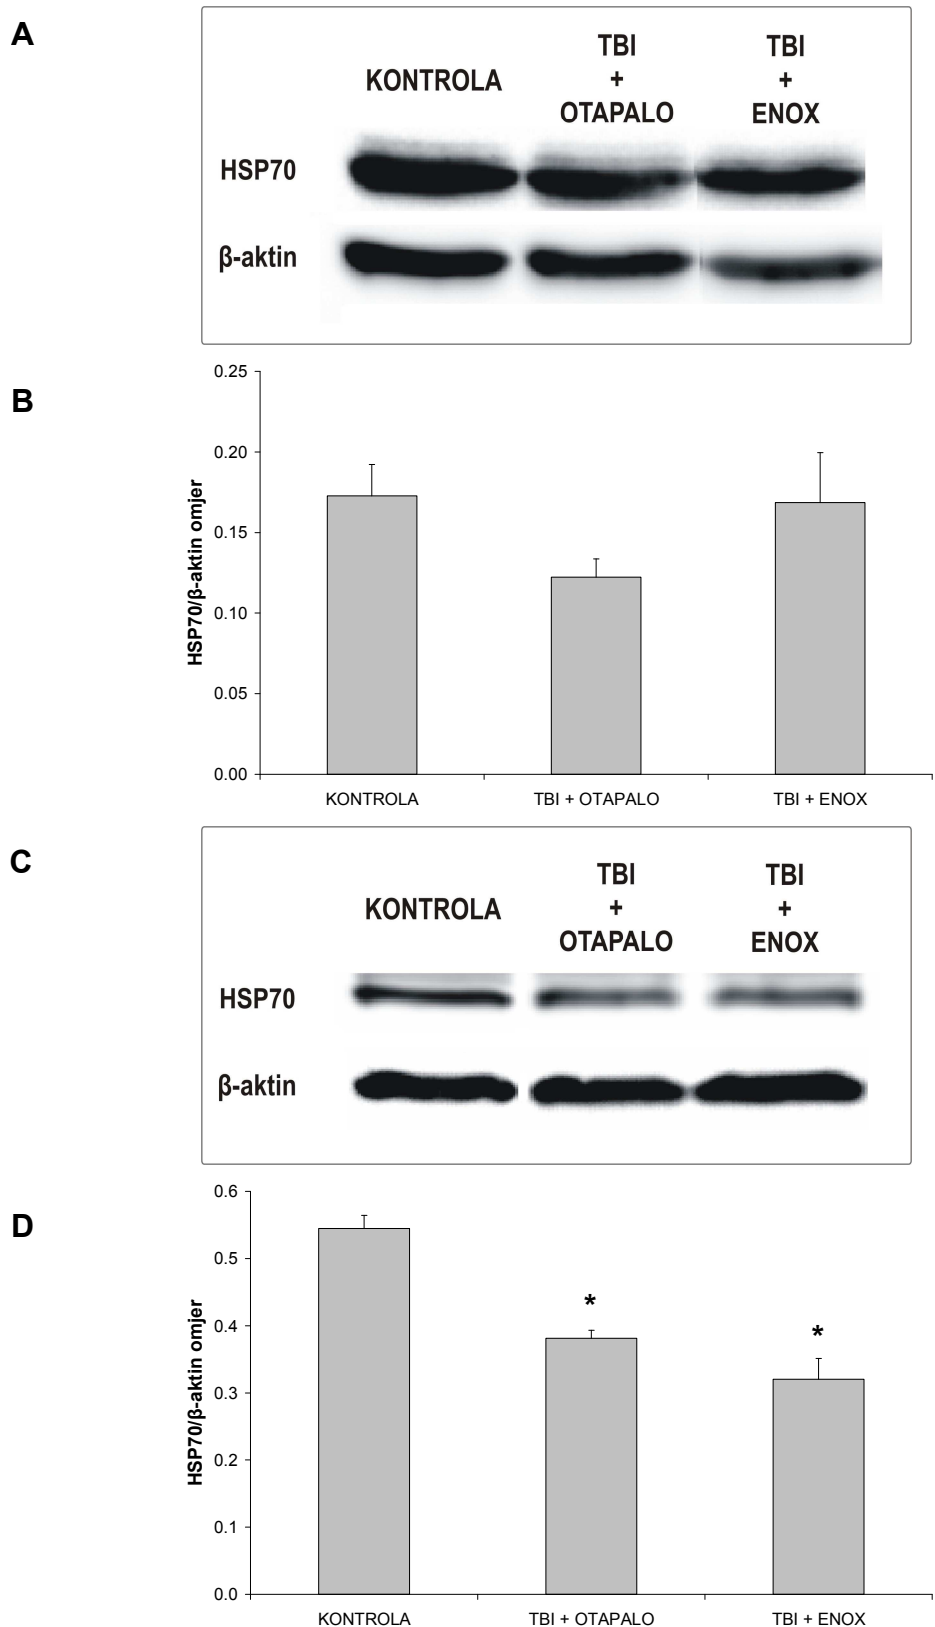 A
KONTROLA
TBI
+
OTAPALO
TBI
+
ENOX
HSP70
β-aktin
B
HSP70/β-aktin omjer
0.25
0.20
0.15
0.10
0.05
0.00
KONTROLA
TBI + OTAPALO
TBI + ENOX
C
KONTROLA
TBI
+
OTAPALO
TBI
+
ENOX
HSP70
β-aktin
D
HSP70/β-aktin omjer
0.6
0.5
0.4
0.3
0.2
0.1
0.0
*
*
KONTROLA
TBI + OTAPALO
TBI + ENOX